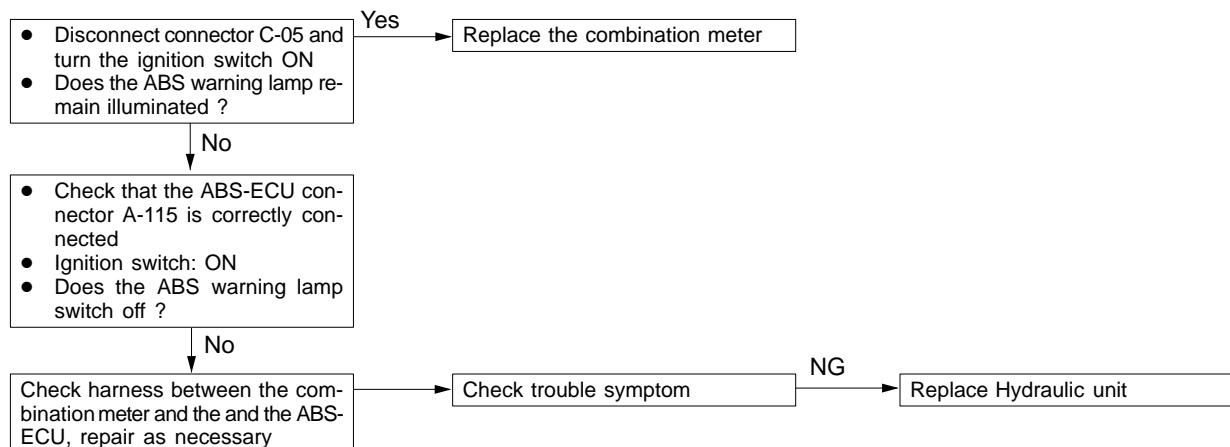 ● Disconnect connector C-05 and
turn the ignition switch ON
● Does the ABS warning lamp re-
main illuminated ?
Yes
Replace the combination meter
No
● Check that the ABS-ECU con-
nector A-115 is correctly con-
nected
● Ignition switch: ON
● Does the ABS warning lamp
switch off ?
No
Check harness between the com-
bination meter and the and the ABS-
ECU, repair as necessary
Check trouble symptom
NG
Replace Hydraulic unit